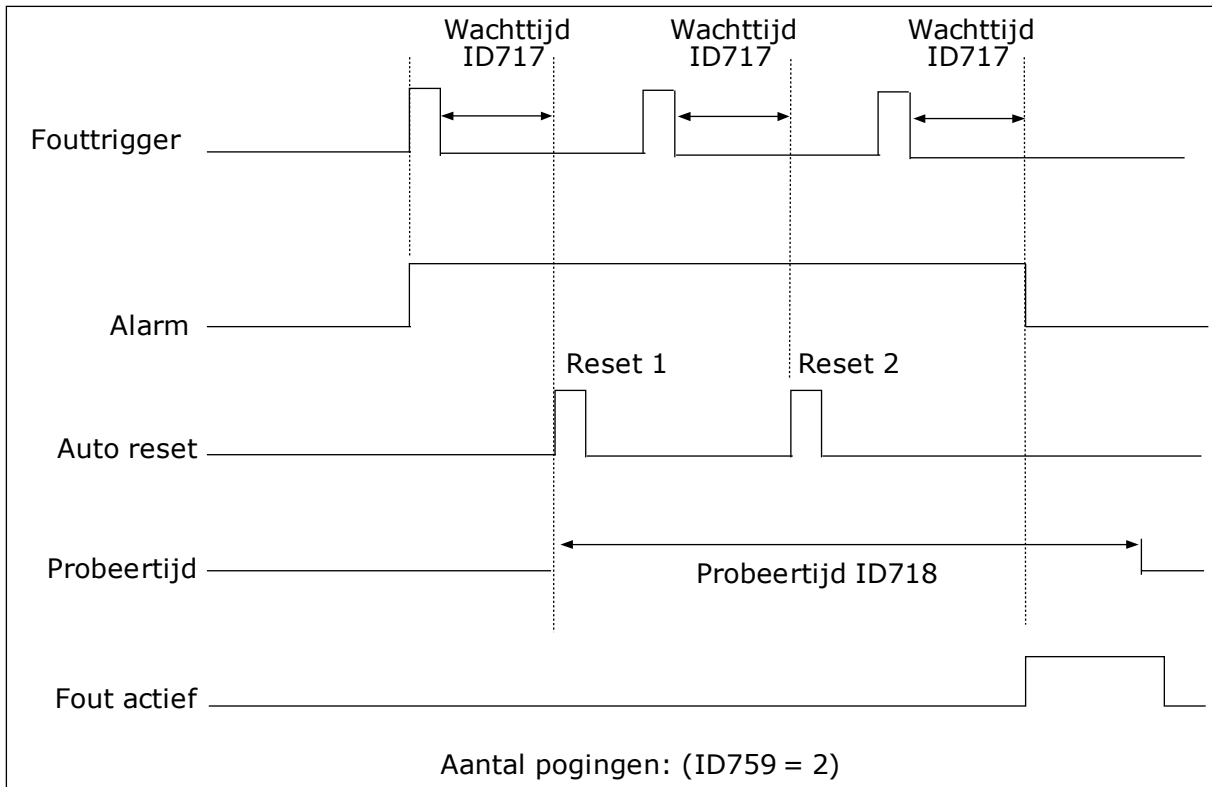 Wachttijd
ID717
Wachttijd
ID717
Wachttijd
ID717
Fouttrigger
Alarm
Reset 1
Reset 2
Auto reset
Probeertijd
Probeertijd ID718
Fout actief
Aantal pogingen: (ID759 = 2)